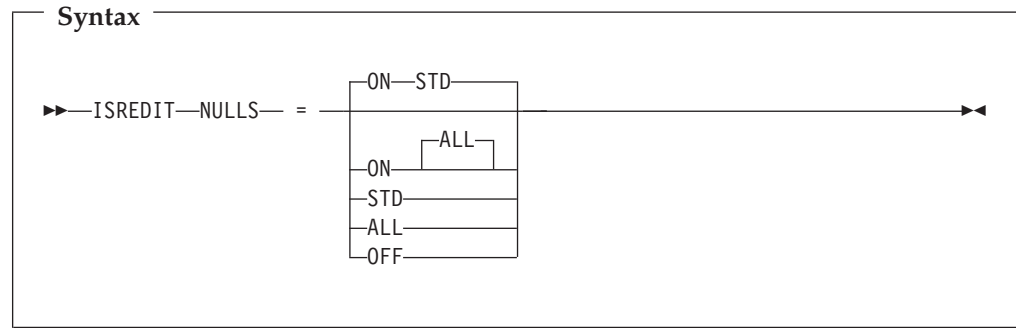 Syntax
ON STD
ISREDIT NULLS =
ALL
ON
STD
ALL
OFF